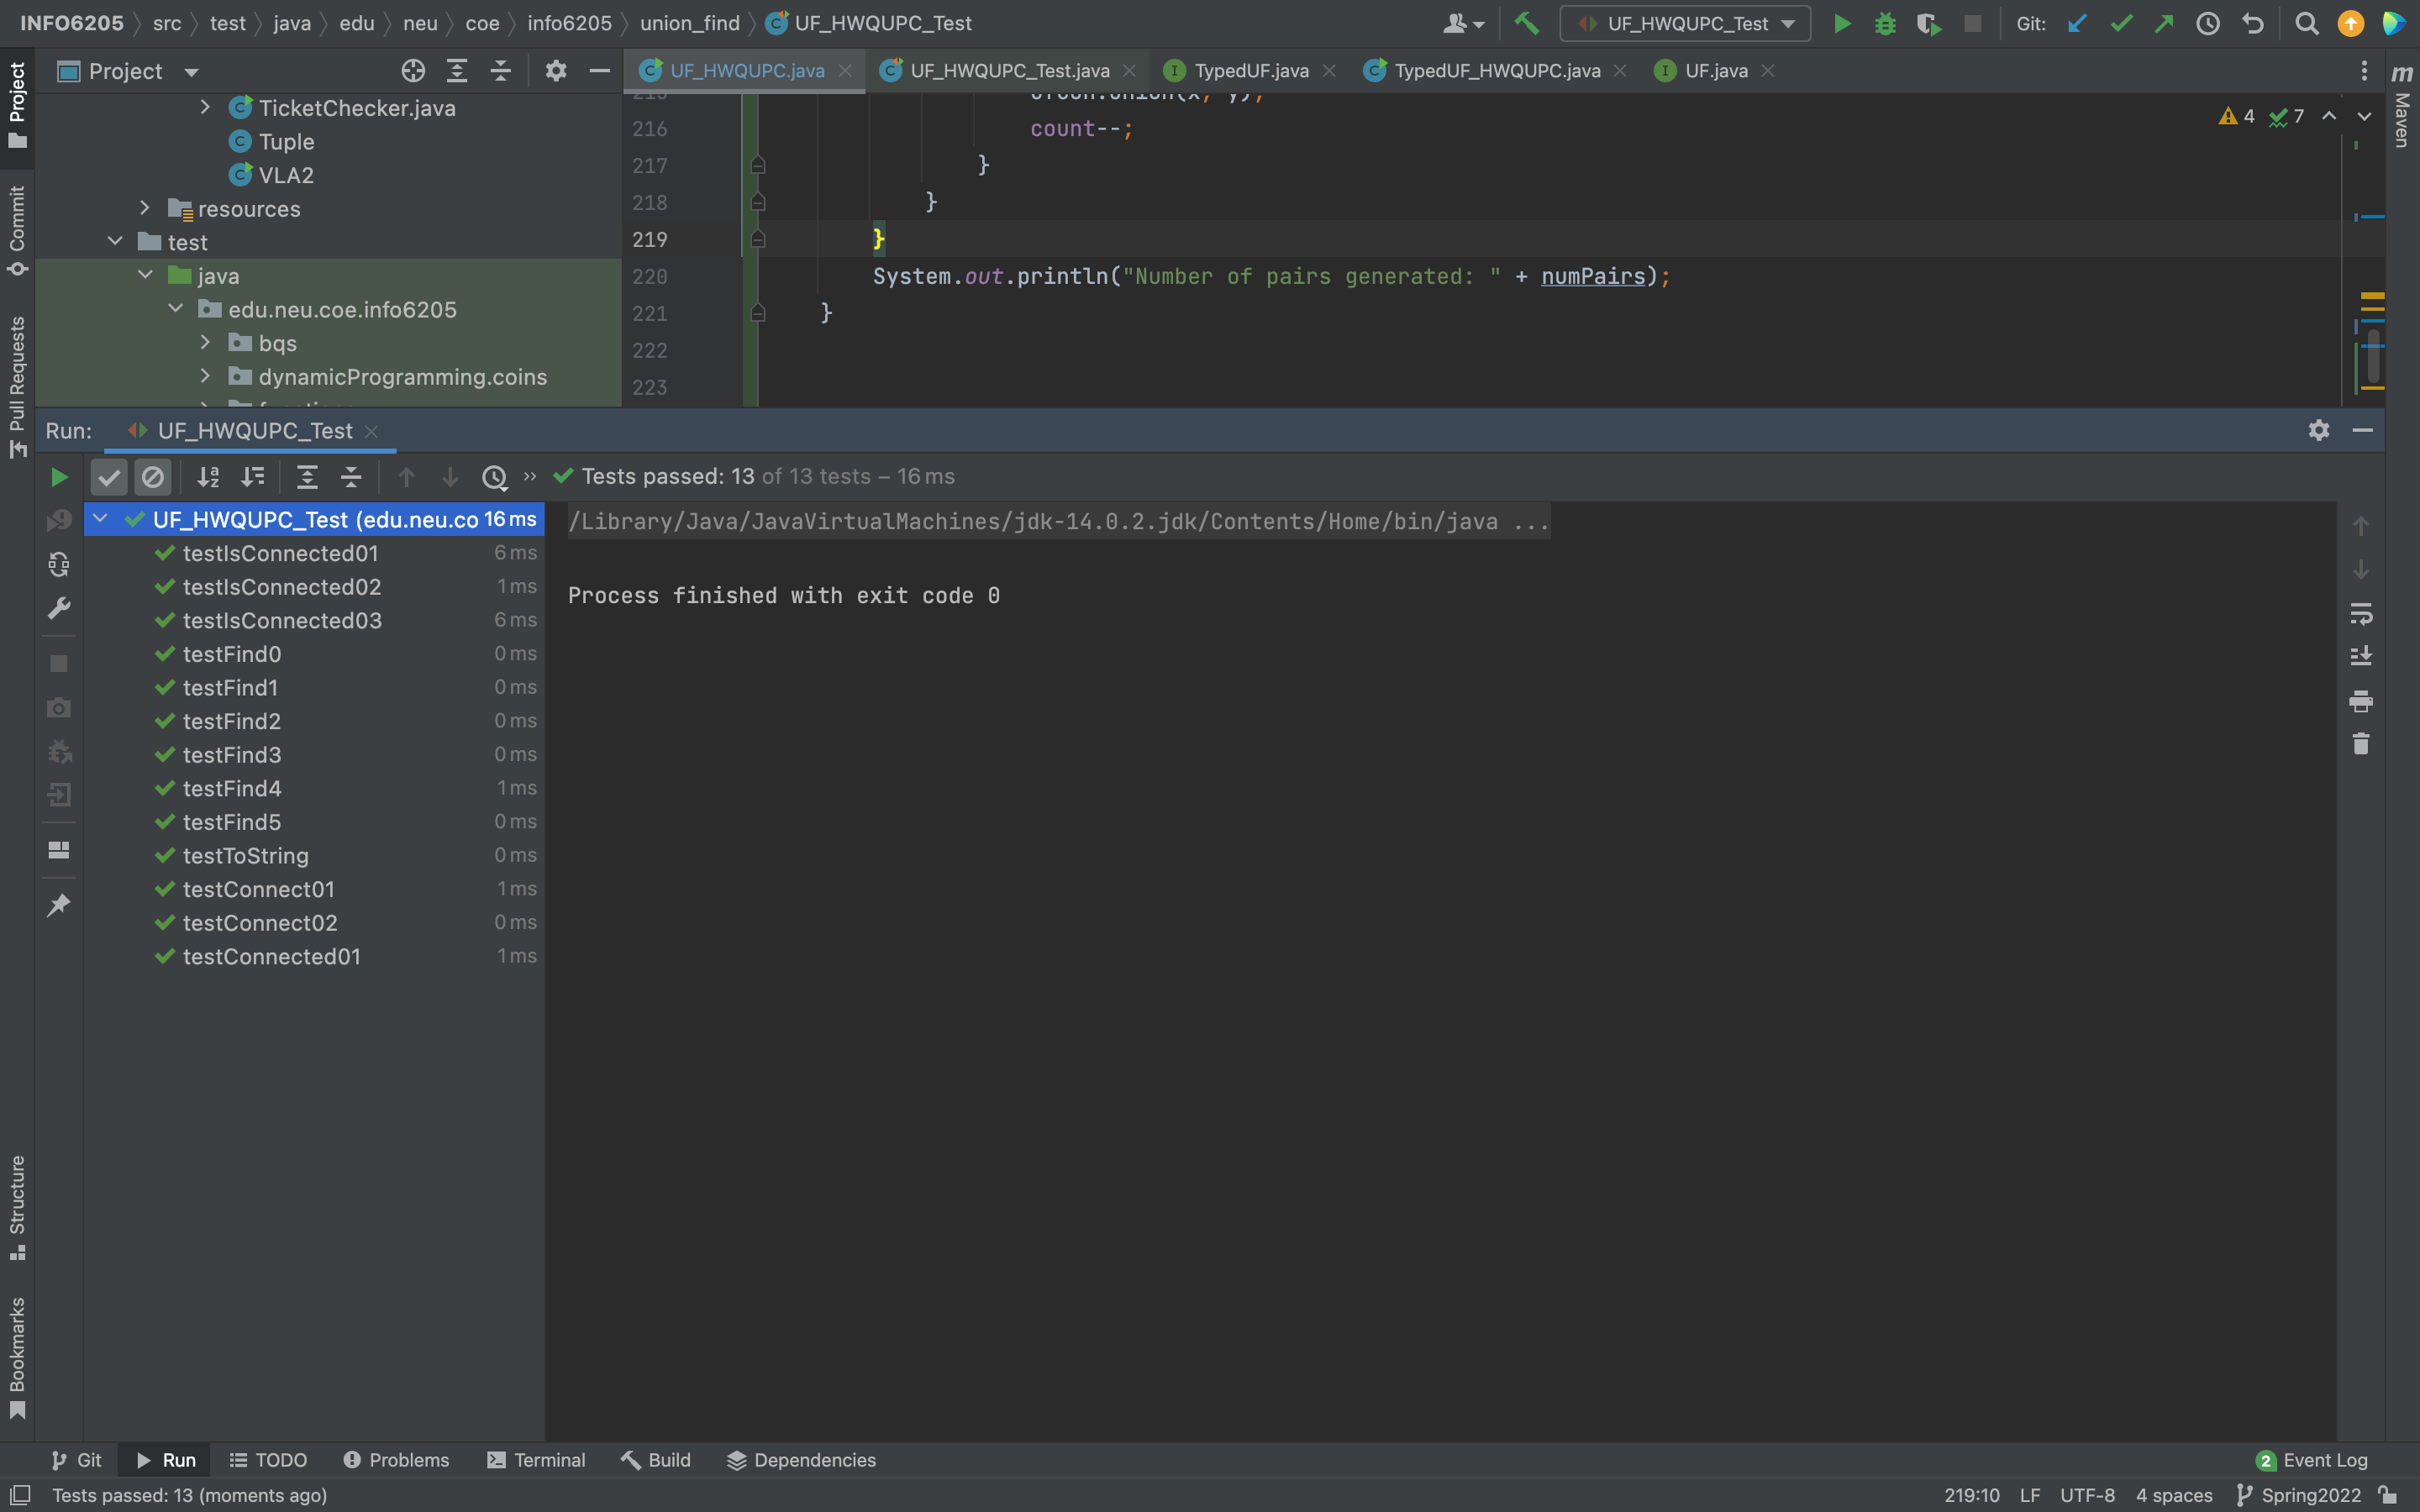 INFO6205 src test java edu neu coe info6205 union_find UF_HWQUPC_Test
UF_HWQUPC_Test Git:
Project
UF_HWQUPC.java UF_HWQUPC_Test.java TypedUF.java TypedUF_HWQUPC.java UF.java
Project
Commit
Pull Requests
Structure
Bookmarks
m Maven
TicketChecker.java
Tuple
VLA2
resources
test
java
edu.neu.coe.info6205
bqs
dynamicProgramming.coins
216 count--;
217 }
218 }
219 }
220 System.out.println("Number of pairs generated: " + numPairs);
221 }
222
223
4 7
Run: UF_HWQUPC_Test
Tests passed: 13 of 13 tests – 16 ms
UF_HWQUPC_Test (edu.neu.co 16 ms
testIsConnected01 6 ms
testIsConnected02 1 ms
testIsConnected03 6 ms
testFind0 0 ms
testFind1 0 ms
testFind2 0 ms
testFind3 0 ms
testFind4 1 ms
testFind5 0 ms
testToString 0 ms
testConnect01 1 ms
testConnect02 0 ms
testConnected01 1 ms
/Library/Java/JavaVirtualMachines/jdk-14.0.2.jdk/Contents/Home/bin/java ...
Process finished with exit code 0
Git Run TODO Problems Terminal Build Dependencies 2 Event Log
Tests passed: 13 (moments ago) 219:10 LF UTF-8 4 spaces Spring2022